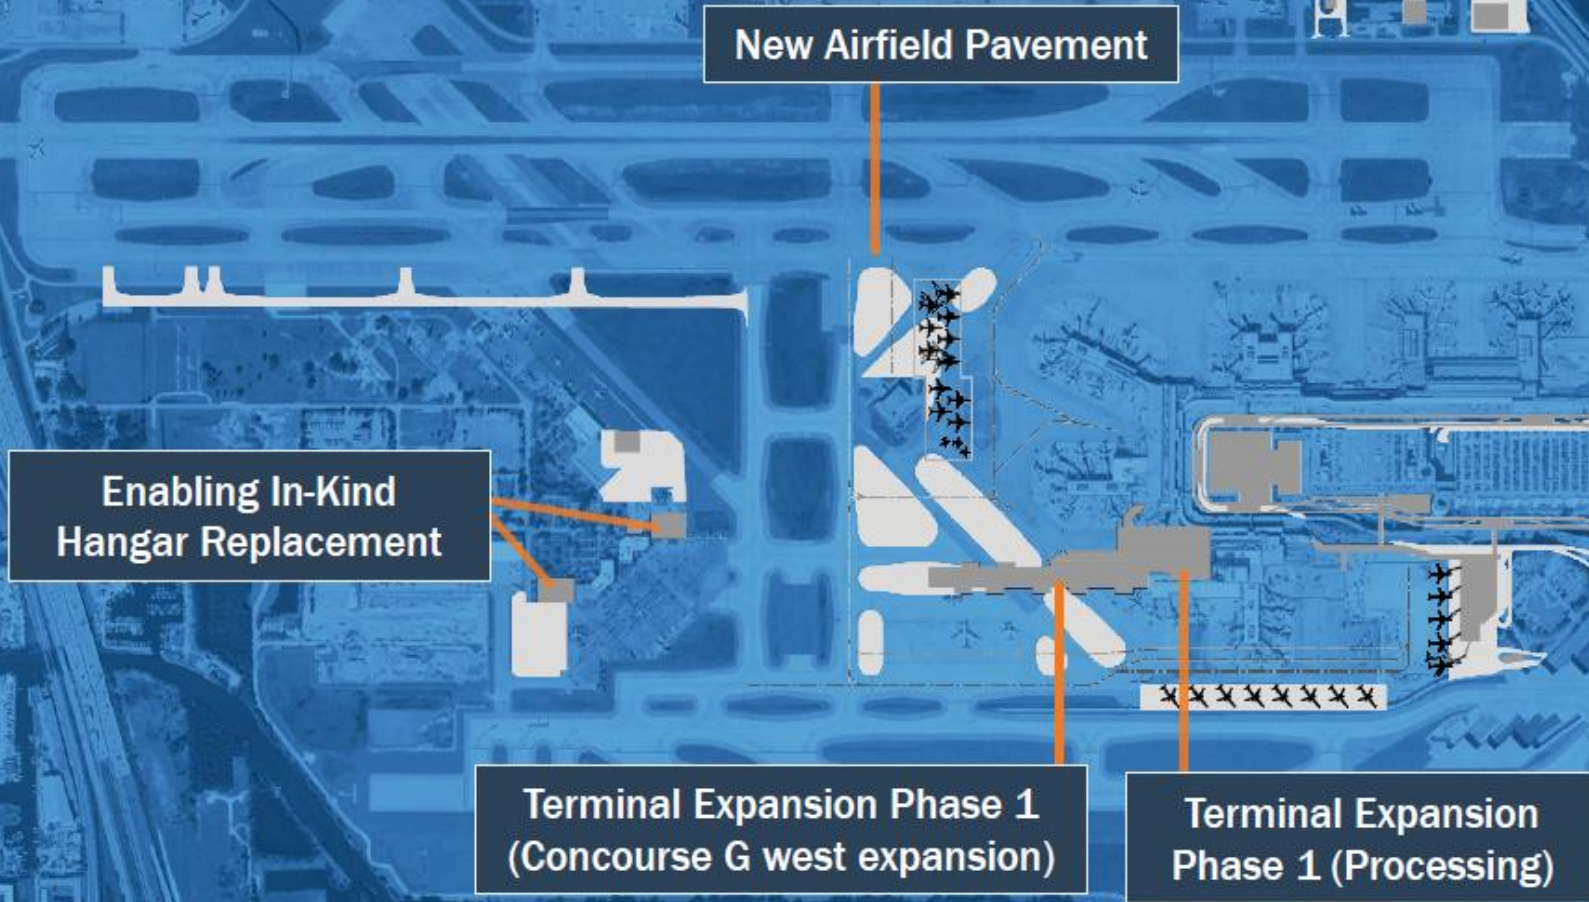 New Airfield Pavement
Enabling In-Kind
Hangar Replacement
Terminal Expansion Phase 1
(Concourse G west expansion)
Terminal Expansion
Phase 1 (Processing)